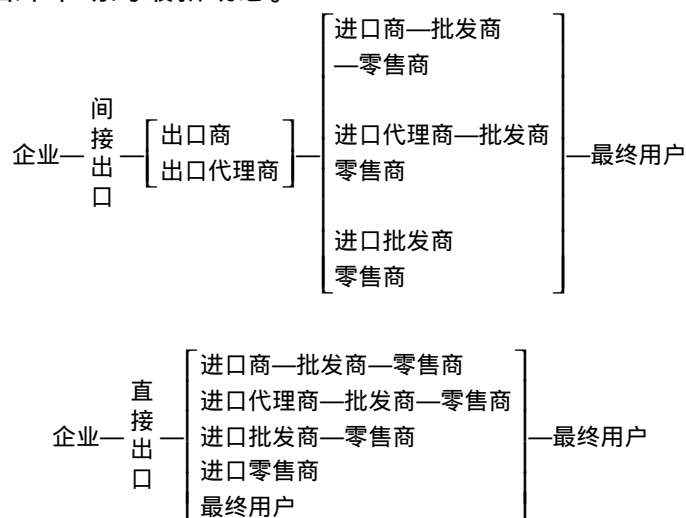 进口商—批发商
—零售商
企业—间接出口—出口商
出口代理商
进口代理商—批发商
零售商
进口批发商
零售商
—最终用户
企业—直接出口—
进口商—批发商—零售商
进口代理商—批发商—零售商
进口批发商—零售商
进口零售商
最终用户
—最终用户